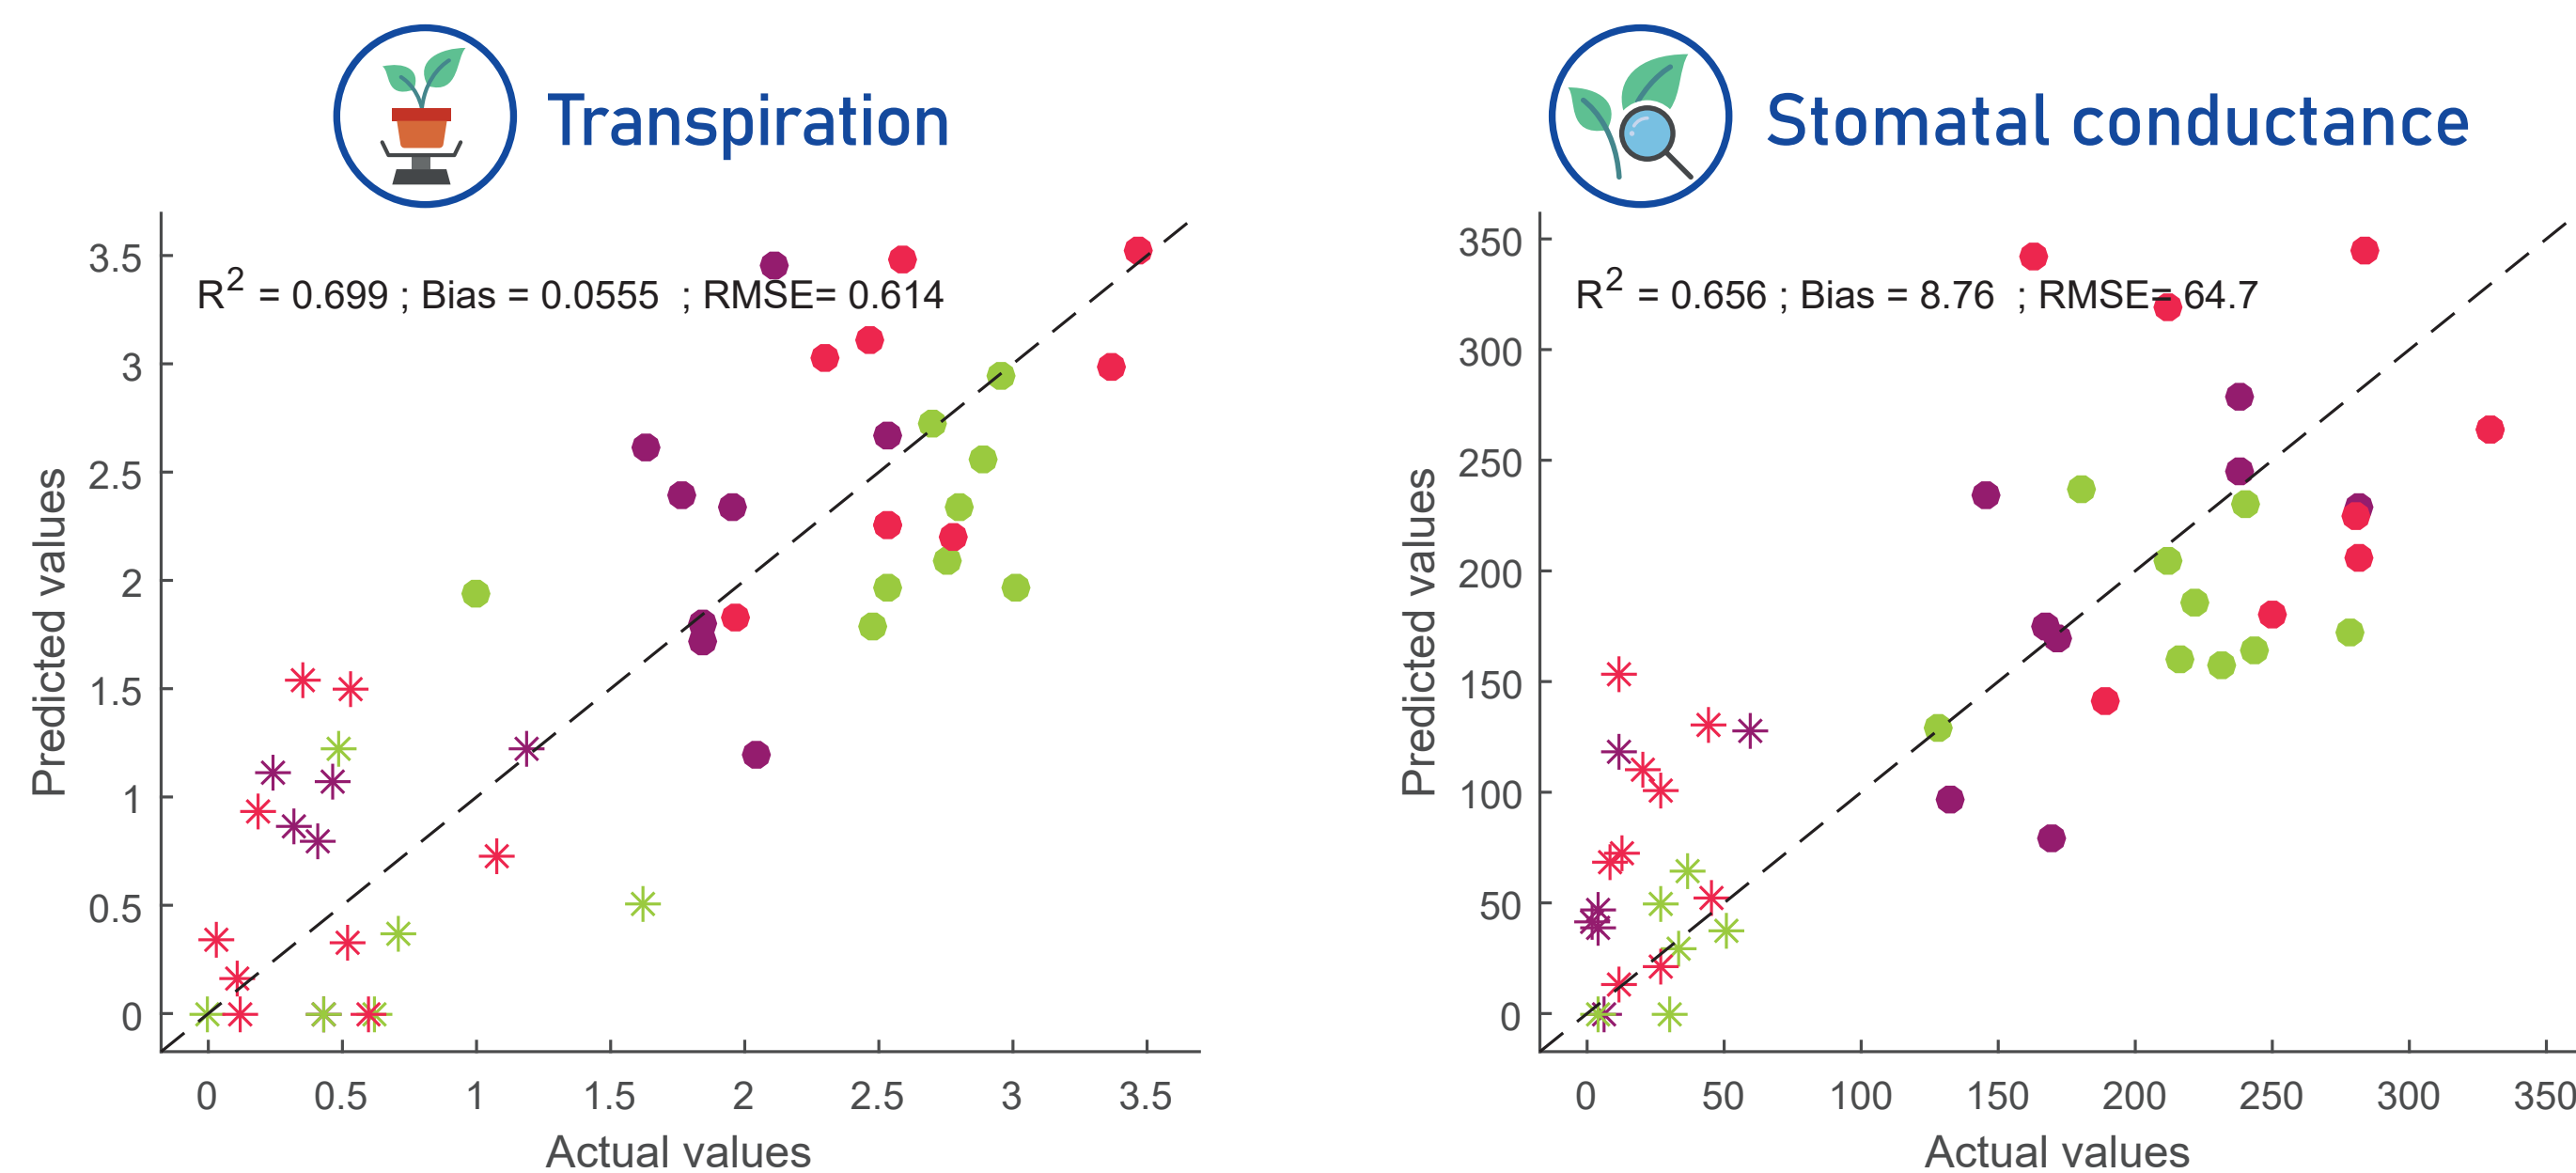 Transpiration
R2 = 0.699 ; Bias = 0.0555 ; RMSE= 0.614
Predicted values
3.5
3
2.5
2
1.5
1
0.5
0
0 0.5 1 1.5 2 2.5 3 3.5
Actual values
Stomatal conductance
R2 = 0.656 ; Bias = 8.76 ; RMSE= 64.7
Predicted values
350
300
250
200
150
100
50
0
0 50 100 150 200 250 300 350
Actual values